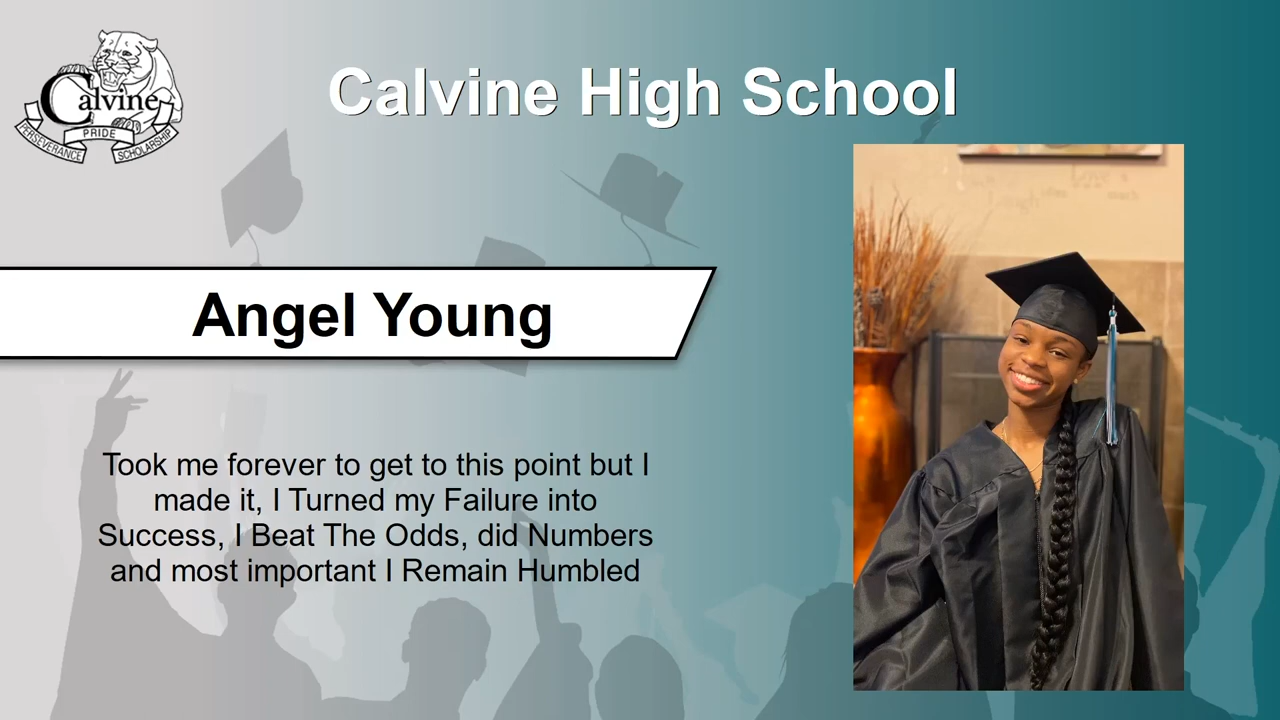 Calvine
PRIDE
PERSEVERANCE
SCHOLARSHIP
Calvine High School
Angel Young
Took me forever to get to this point but I
made it, I Turned my Failure into
Success, I Beat The Odds, did Numbers
and most important I Remain Humbled